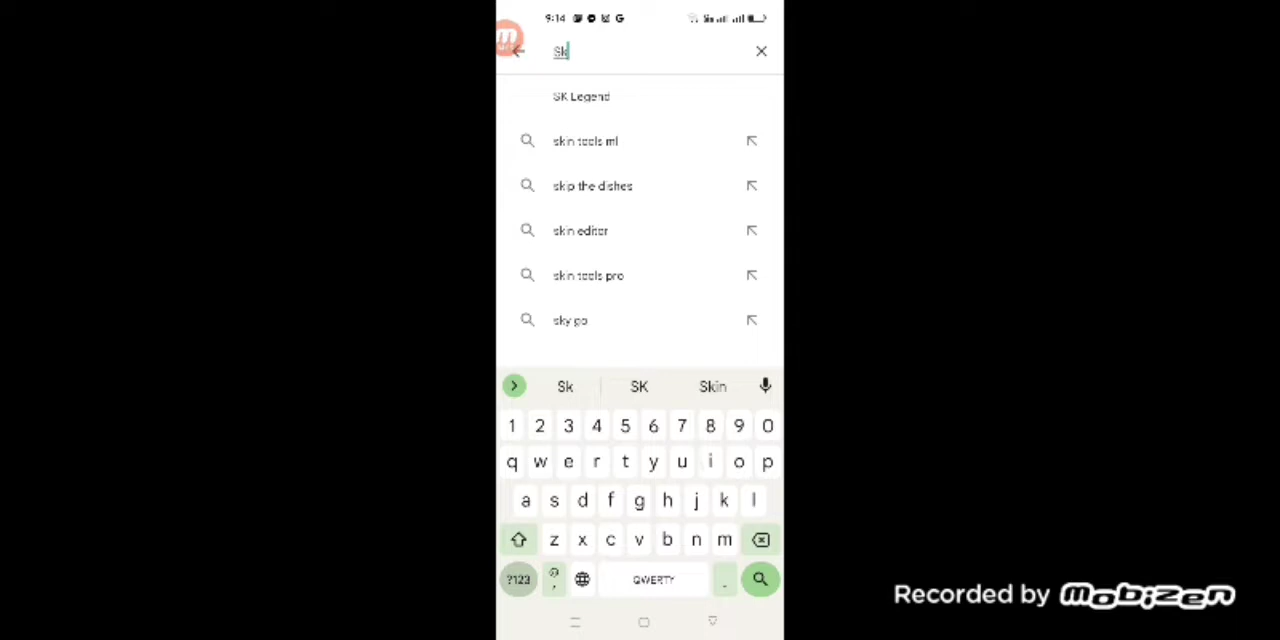 9:14
Sk
SK Legend
skin tools ml
skip the dishes
skin editor
skin tools pro
sky go
Sk SK Skin
1 2 3 4 5 6 7 8 9 0
q w e r t y u i o p
a s d f g h j k l
z x c v b n m
?123 , QWERTY .
Recorded by mobizen